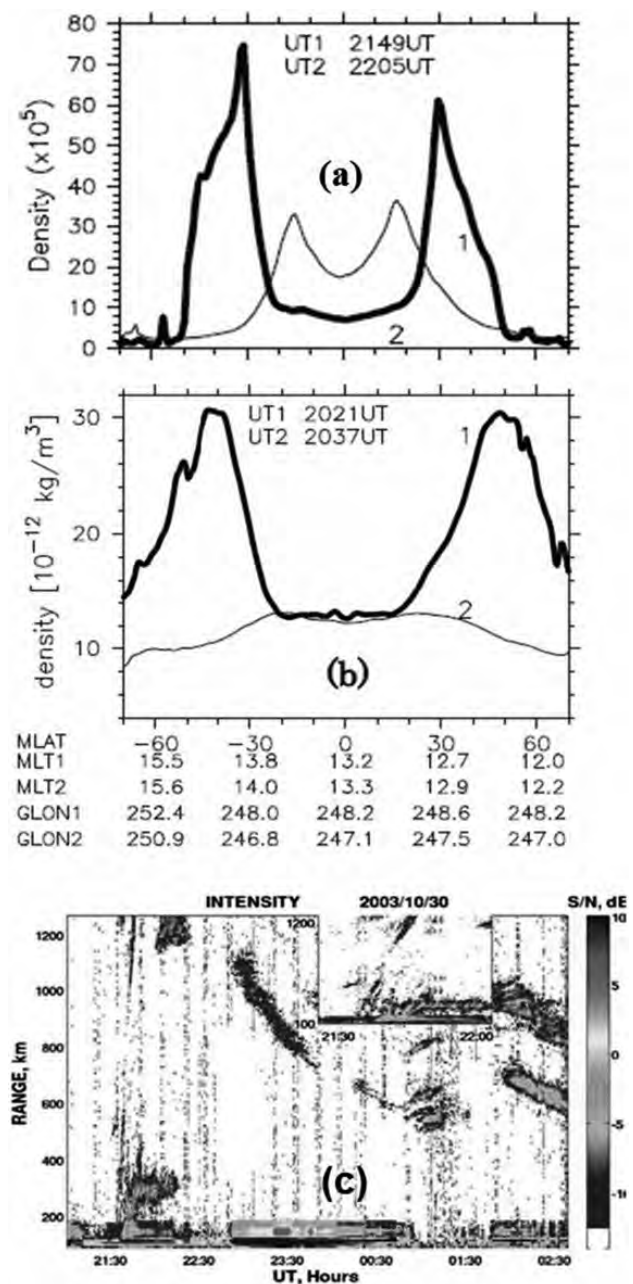 80
UT1 2149UT
70
UT2 2205UT
60
50
(a)
40
30
1
20
10
2
0
Density (x10⁵)
30
UT1 2021UT
1
UT2 2037UT
20
2
10
(b)
density [10⁻¹² kg/m³]
MLAT -60 -30 0 30 60
MLT1 15.5 13.8 13.2 12.7 12.0
MLT2 15.6 14.0 13.3 12.9 12.2
GLON1 252.4 248.0 248.2 248.6 248.2
GLON2 250.9 246.8 247.1 247.5 247.0
INTENSITY 2003/10/30 S/N, dE
1200
1200
10
1000
5
100
21:30 22:00
800
0
600
-5
400
(c)
-10
200
RANGE, km
21:30 22:30 23:30 00:30 01:30 02:30
UT, Hours